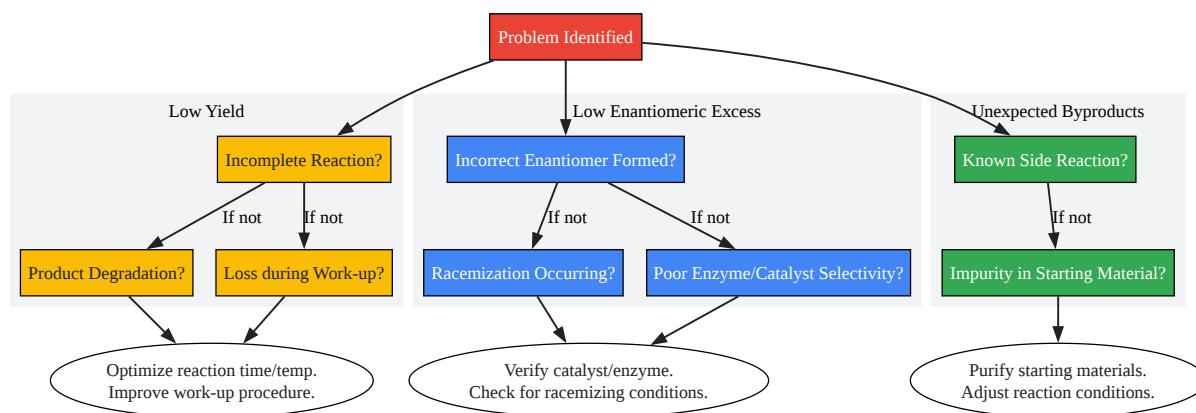 Problem Identified
Low Yield
Low Enantiomeric Excess
Unexpected Byproducts
Incomplete Reaction?
Incorrect Enantiomer Formed?
Known Side Reaction?
If not
If not
If not
If not
If not
Product Degradation?
Loss during Work-up?
Racemization Occurring?
Poor Enzyme/Catalyst Selectivity?
Impurity in Starting Material?
Optimize reaction time/temp.
Improve work-up procedure.
Verify catalyst/enzyme.
Check for racemizing conditions.
Purify starting materials.
Adjust reaction conditions.